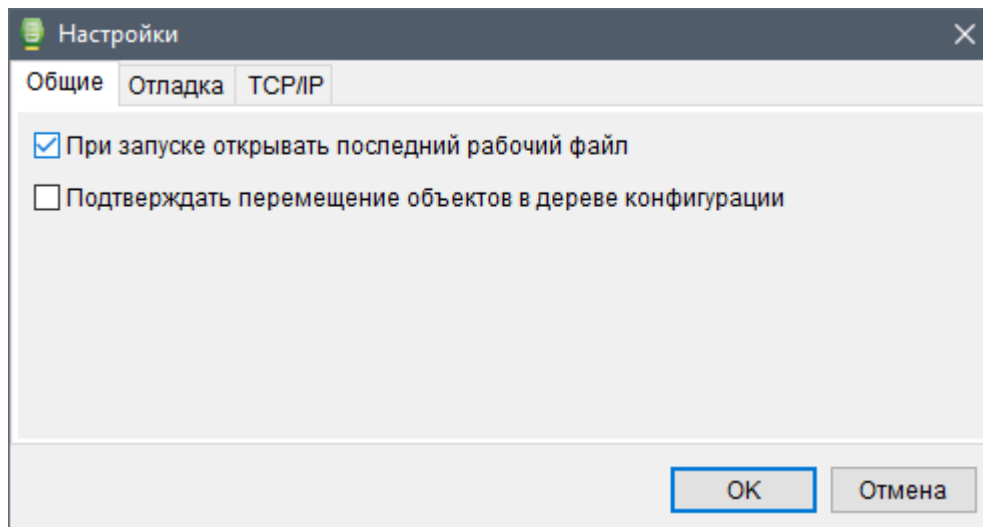 Настройки
Общие Отладка TCP/IP
При запуске открывать последний рабочий файл
Подтверждать перемещение объектов в дереве конфигурации
OK Отмена